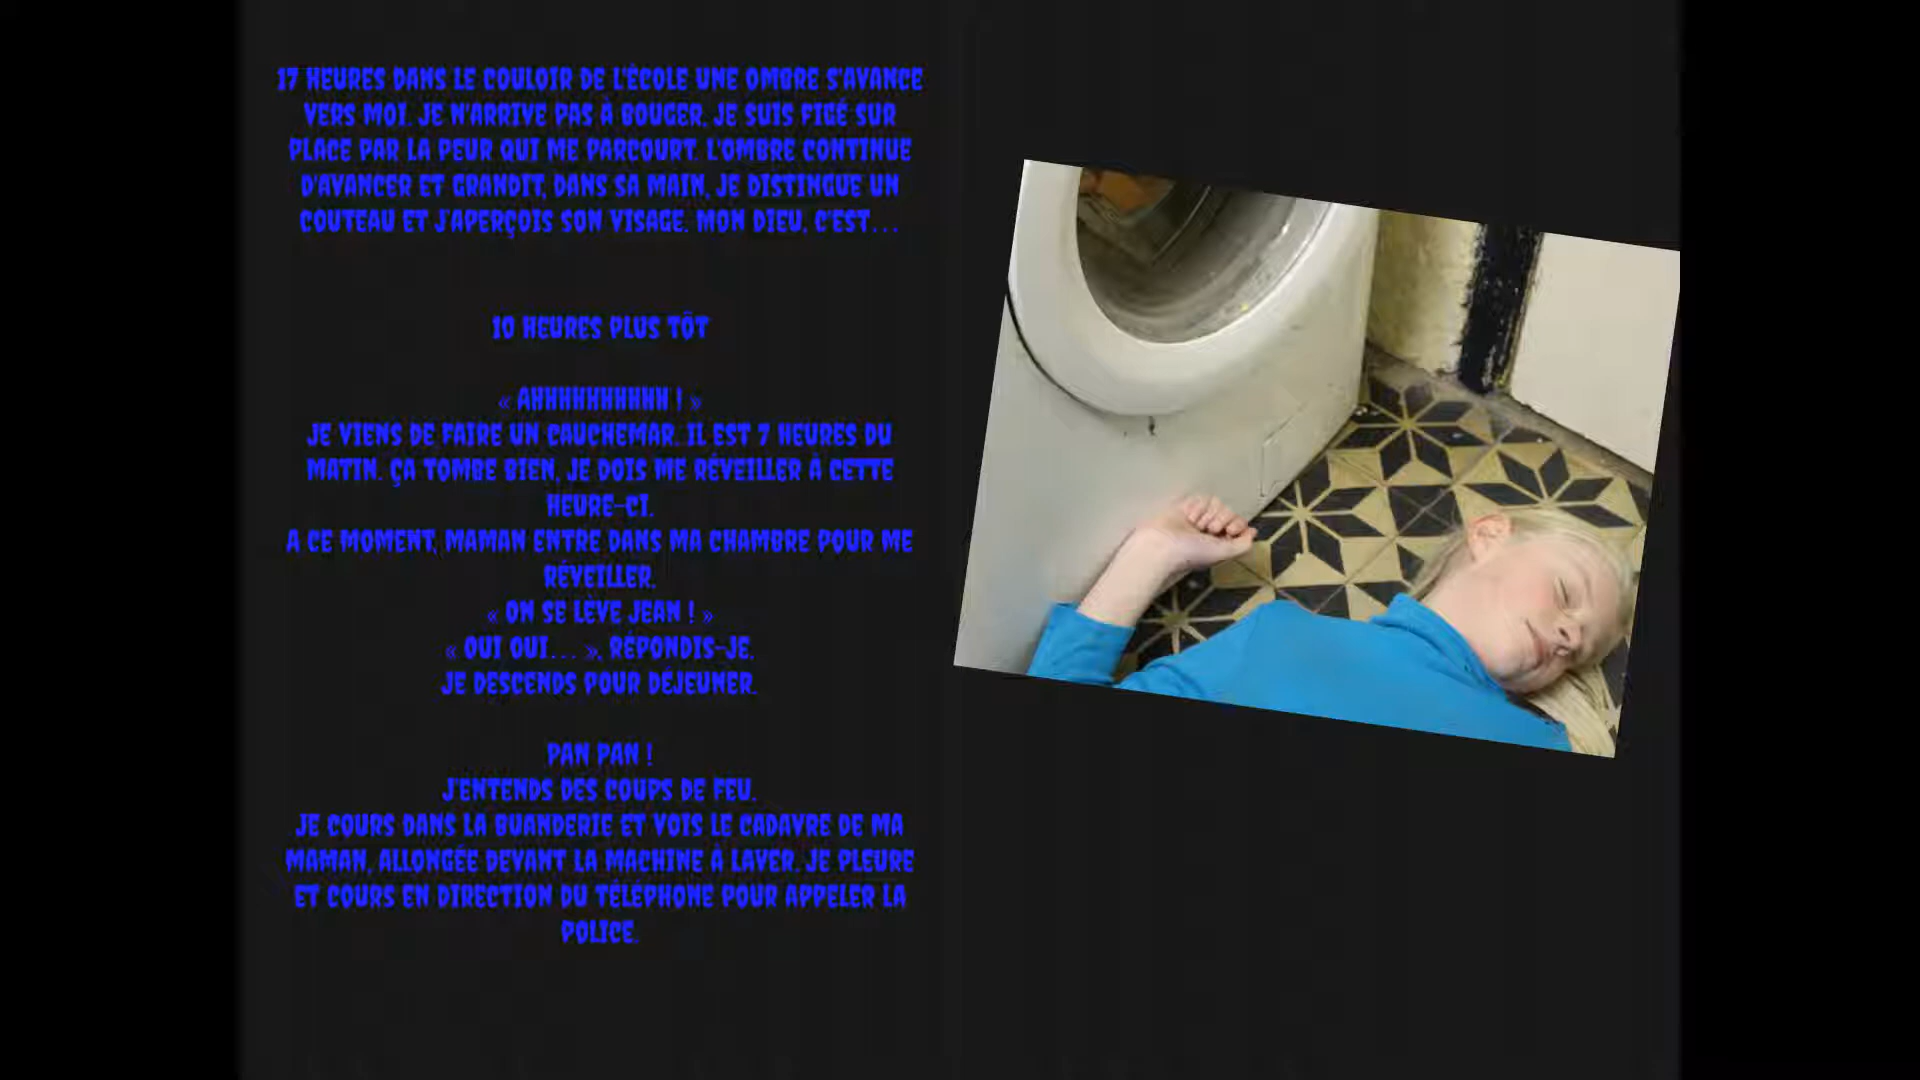 17 HEURES DANS LE COULOIR DE L'ÉCOLE UNE OMBRE S'AVANCE
VERS MOI. JE N'ARRIVE PAS À BOUGER. JE SUIS FIGÉ SUR
PLACE PAR LA PEUR QUI ME PARCOURT. L'OMBRE CONTINUE
D'AVANCER ET GRANDIT, DANS SA MAIN, JE DISTINGUE UN
COUTEAU ET J'APERÇOIS SON VISAGE. MON DIEU, C'EST...
10 HEURES PLUS TÔT
« AHHHHHHHHHH ! »
JE VIENS DE FAIRE UN CAUCHEMAR. IL EST 7 HEURES DU
MATIN. ÇA TOMBE BIEN, JE DOIS ME RÉVEILLER À CETTE
HEURE-CI.
A CE MOMENT, MAMAN ENTRE DANS MA CHAMBRE POUR ME
RÉVEILLER.
« ON SE LÈVE JEAN ! »
« OUI OUI... », RÉPONDIS-JE.
JE DESCENDS POUR DÉJEUNER.
PAN PAN !
J'ENTENDS DES COUPS DE FEU.
JE COURS DANS LA BUANDERIE ET VOIS LE CADAVRE DE MA
MAMAN, ALLONGÉE DEVANT LA MACHINE À LAVER. JE PLEURE
ET COURS EN DIRECTION DU TÉLÉPHONE POUR APPELER LA
POLICE.